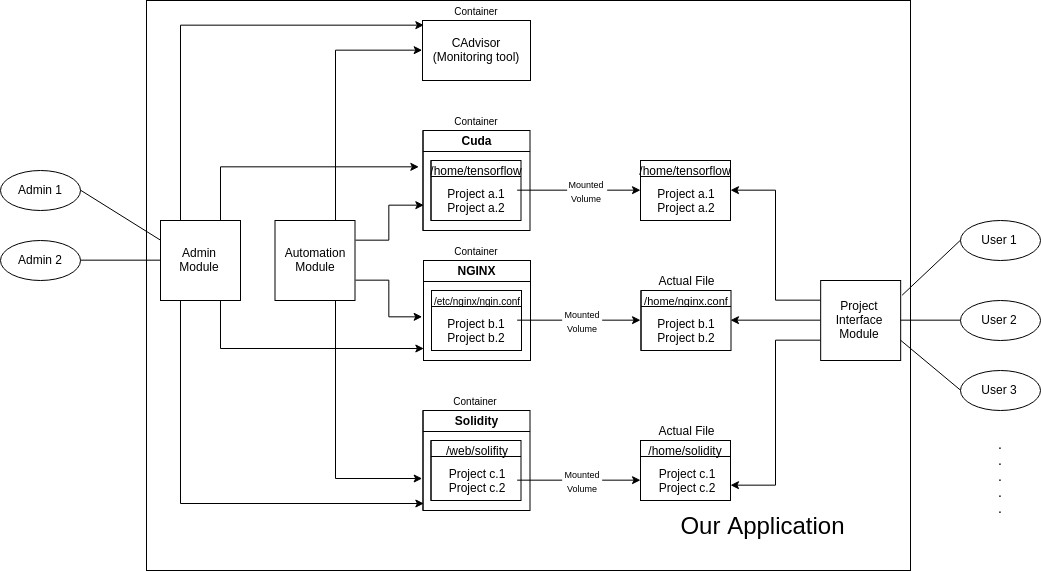 Container
CAdvisor
(Monitoring tool)
Container
Cuda
/home/tensorflow
Project a.1
Project a.2
Mounted
Volume
/home/tensorflow
Project a.1
Project a.2
Admin 1
Admin 2
Admin
Module
Automation
Module
Container
NGINX
/etc/nginx/ngin.conf
Project b.1
Project b.2
Mounted
Volume
Actual File
/home/nginx.conf
Project b.1
Project b.2
Project
Interface
Module
User 1
User 2
User 3
.
.
.
.
.
Container
Solidity
/web/solifity
Project c.1
Project c.2
Mounted
Volume
Actual File
/home/solidity
Project c.1
Project c.2
Our Application